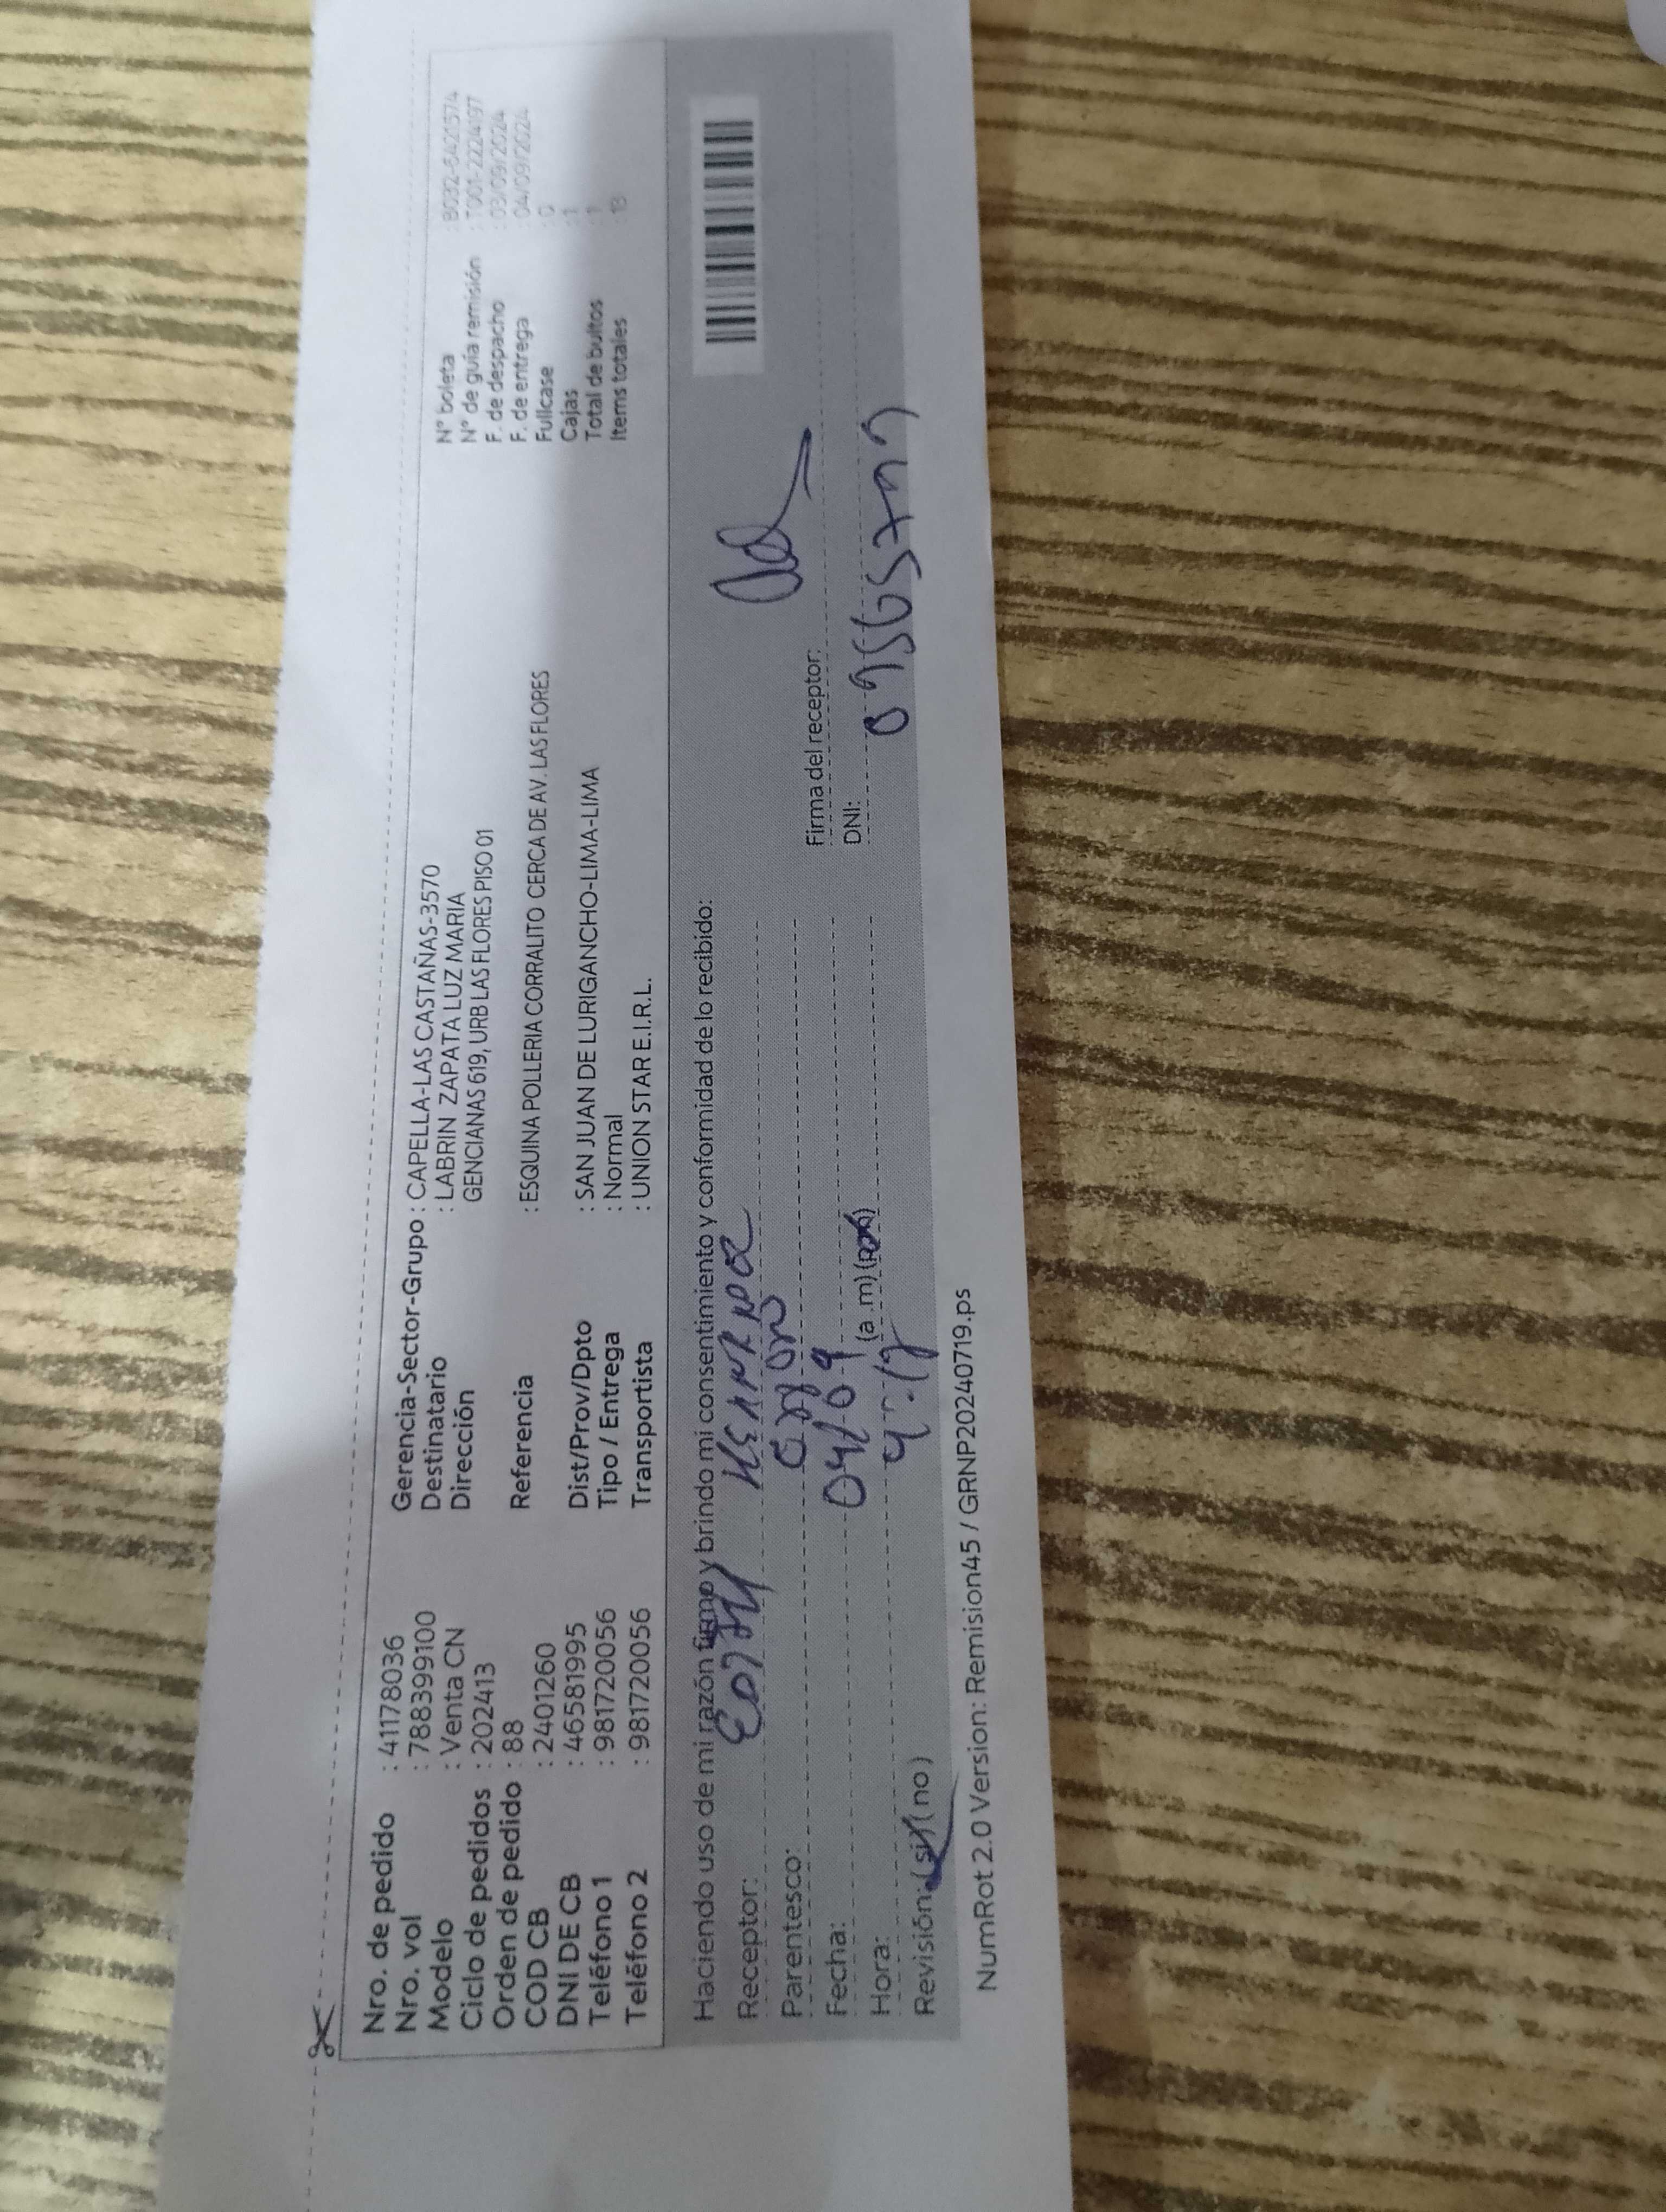 Nro. de pedido : 41178036
Nro. vol : 7883991​00
Modelo : Venta CN
Ciclo de pedidos : 202413
Orden de pedido : 88
COD CB : 2401260
DNI DE CB : 46581995
Teléfono 1 : 981720056
Teléfono 2 : 981720056
Gerencia-Sector-Grupo : CAPELLA-LAS CASTAÑAS-3570
Destinatario : LABRIN ZAPATA LUZ MARIA
Dirección GENCIANAS 619, URB LAS FLORES PISO 01
Referencia : ESQUINA POLLERIA CORRALITO CERCA DE AV. LAS FLORES
Dist/Prov/Dpto : SAN JUAN DE LURIGANCHO-LIMA-LIMA
Tipo / Entrega : Normal
Transportista : UNION STAR E.I.R.L.
N° boleta
N° de guía remisión : T001-2224197
F. de despacho : 03/09/2024
F. de entrega : 04/09/2024
Fullcase : 0
Cajas : 1
Total de bultos : 1
Items totales
Haciendo uso de mi razón firmo y brindo mi consentimiento y conformidad de lo recibido:
Receptor:
Parentesco:
Fecha: 04/09
Hora: (a.m) (p.m)
Revisión: (si) (no)
Firma del receptor:
DNI:
NumRot 2.0 Version: Remision45 / GRNP20240719.ps